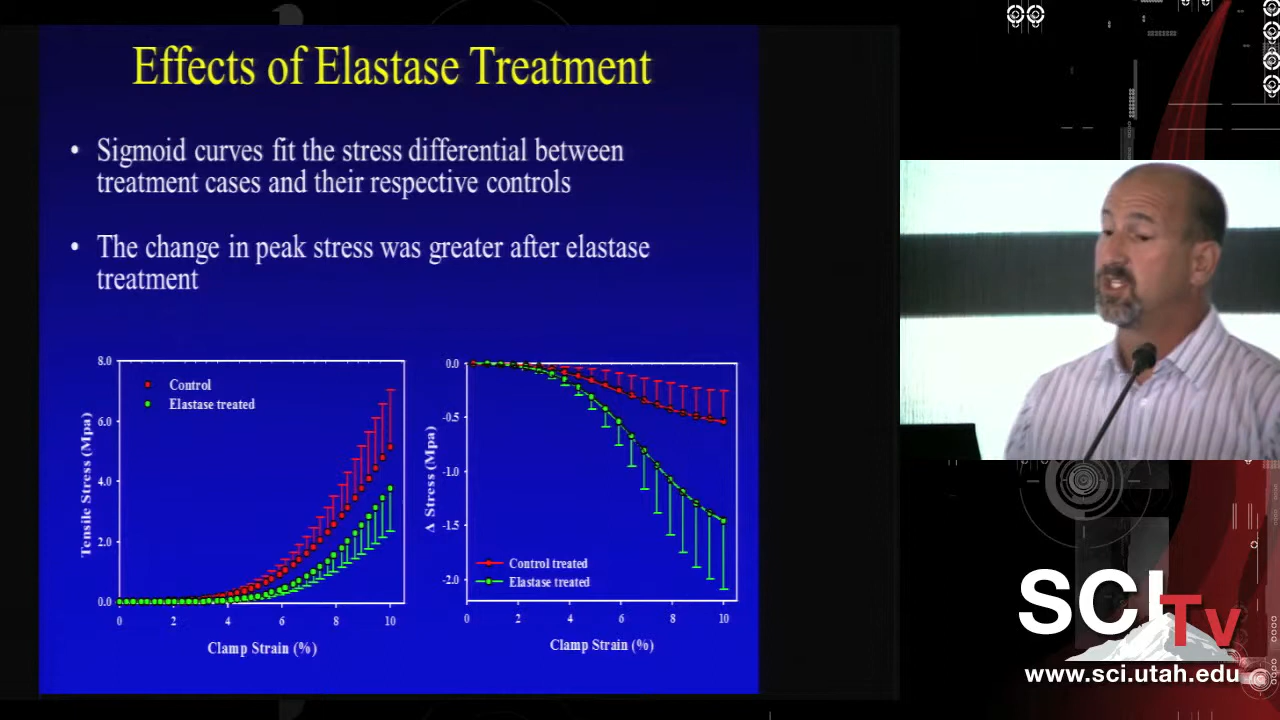 Effects of Elastase Treatment
• Sigmoid curves fit the stress differential between
treatment cases and their respective controls
• The change in peak stress was greater after elastase
treatment
8.0
6.0
4.0
2.0
0.0
Tensile Stress (Mpa)
Control
Elastase treated
0 2 4 6 8 10
Clamp Strain (%)
0.0
-0.5
-1.0
-1.5
-2.0
Δ Stress (Mpa)
Control treated
Elastase treated
0 2 4 6 8 10
Clamp Strain (%)
SCI
Tv
www.sci.utah.edu